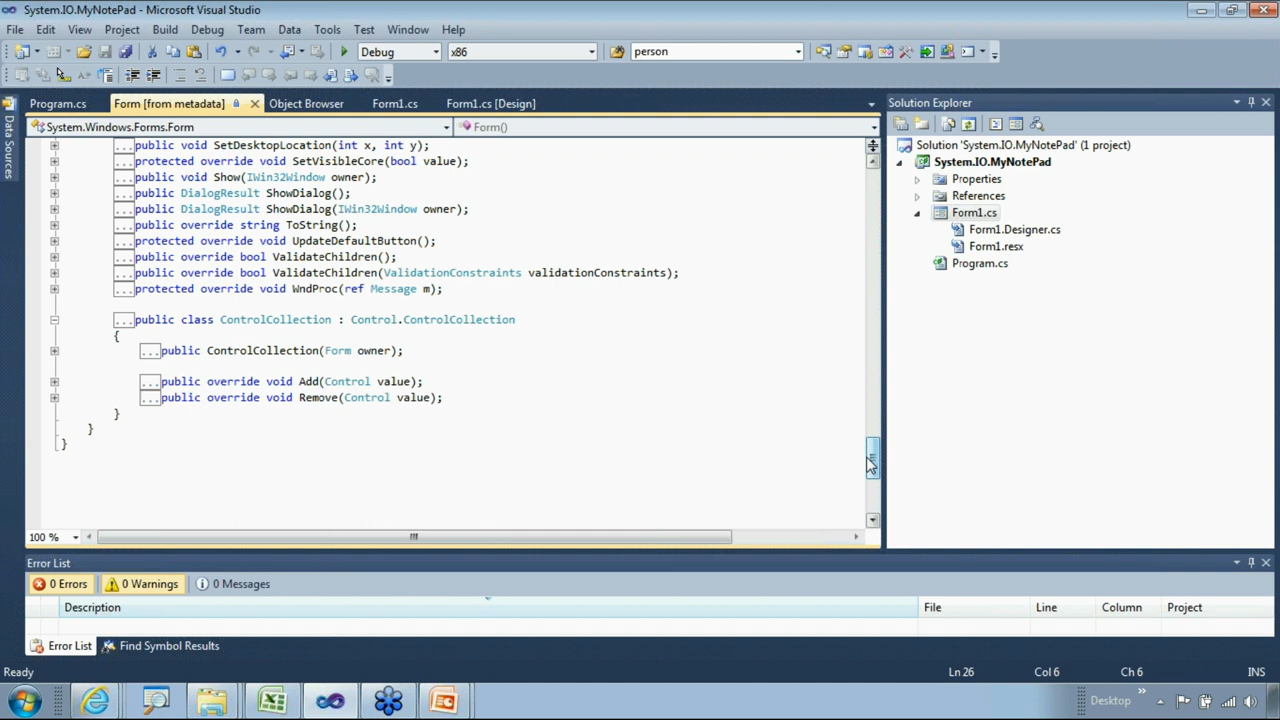 System.IO.MyNotePad - Microsoft Visual Studio
File Edit View Project Build Debug Team Data Tools Test Window Help
Debug x86 person
Program.cs Form [from metadata] Object Browser Form1.cs Form1.cs [Design]
System.Windows.Forms.Form Form()
Data Sources
... public void SetDesktopLocation(int x, int y);
... protected override void SetVisibleCore(bool value);
... public void Show(IWin32Window owner);
... public DialogResult ShowDialog();
... public DialogResult ShowDialog(IWin32Window owner);
... public override string ToString();
... protected override void UpdateDefaultButton();
... public override bool ValidateChildren();
... public override bool ValidateChildren(ValidationConstraints validationConstraints);
... protected override void WndProc(ref Message m);
... public class ControlCollection : Control.ControlCollection
{
... public ControlCollection(Form owner);
... public override void Add(Control value);
... public override void Remove(Control value);
}
}
}
100 %
Solution Explorer
Solution 'System.IO.MyNotePad' (1 project)
System.IO.MyNotePad
Properties
References
Form1.cs
Form1.Designer.cs
Form1.resx
Program.cs
Error List
0 Errors 0 Warnings 0 Messages
Description File Line Column Project
Error List Find Symbol Results
Ready Ln 26 Col 6 Ch 6 INS
Desktop